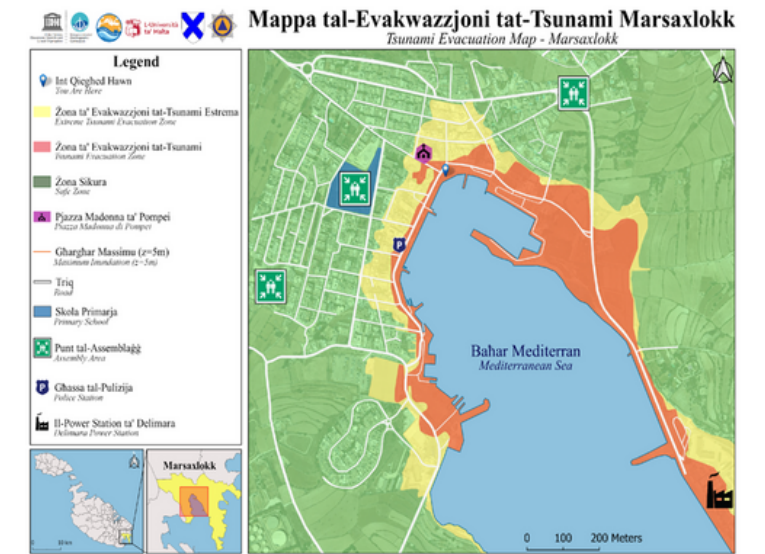 L-Università
ta' Malta
Mappa tal-Evakwazzjoni tat-Tsunami Marsaxlokk
Tsunami Evacuation Map - Marsaxlokk
Legend
Int Qieghed Hawn
You Are Here
Żona ta' Evakwazzjoni tat-Tsunami Estrema
Extreme Tsunami Evacuation Zone
Żona ta' Evakwazzjoni tat-Tsunami
Tsunami Evacuation Zone
Żona Sikura
Safe Zone
Pjazza Madonna ta' Pompei
Piazza Madonna di Pompei
Għargħar Massimu (z=5m)
Maximum Inundation (z=5m)
Triq
Road
Skola Primarja
Primary School
Punt tal-Assemblaġġ
Assembly Area
P
Għassa tal-Pulizija
Police Station
Il-Power Station ta' Delimara
Delimara Power Station
P
Baħar Mediterran
Mediterranean Sea
0 100 200 Meters
Marsaxlokk
0 10 km